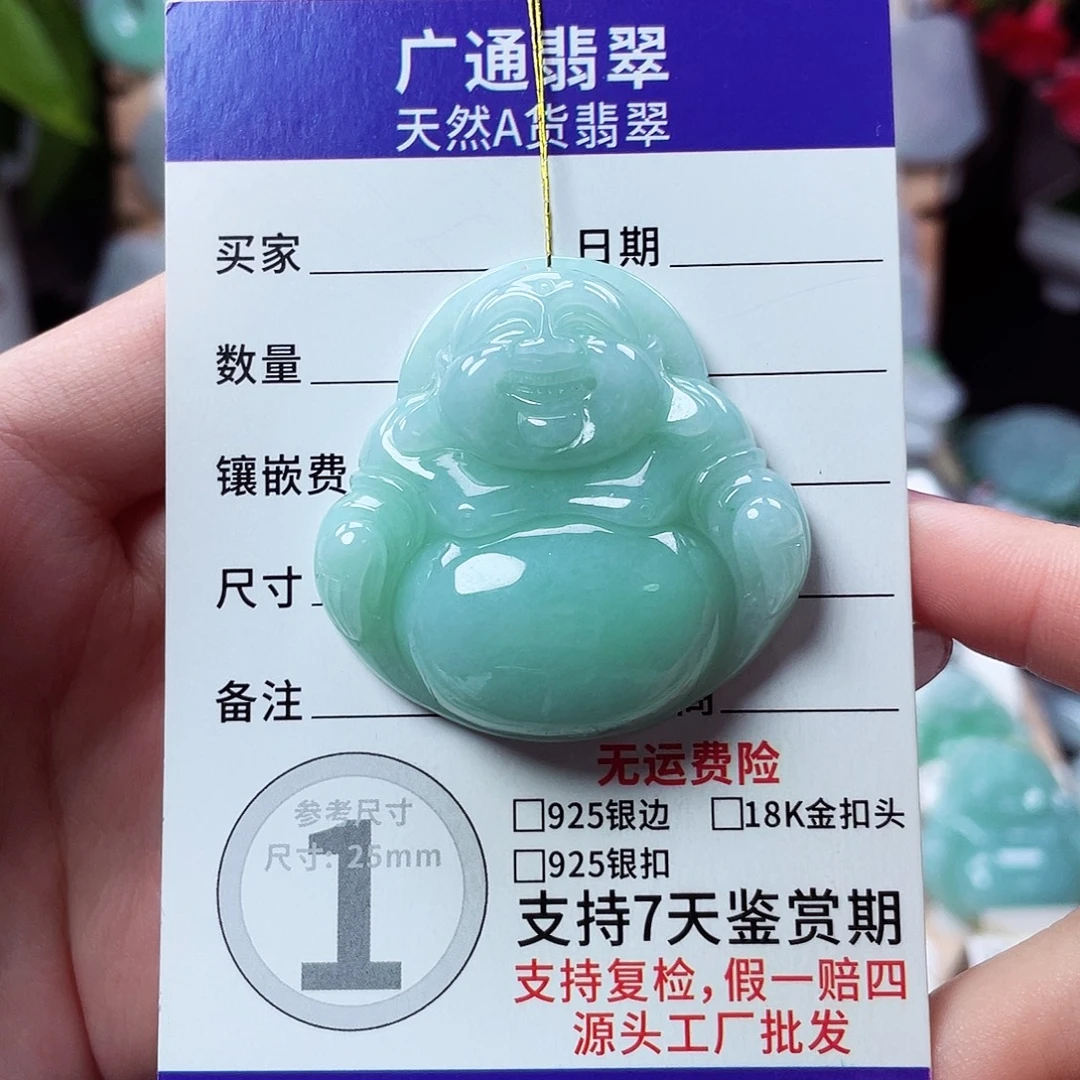 广通翡翠
天然A货翡翠
买家
日期
数量
镶嵌费
尺寸
备注
无运费险
参考尺寸
尺寸: 25mm
1
□925银边 □18K金扣头
□925银扣
支持7天鉴赏期
支持复检,假一赔四
源头工厂批发